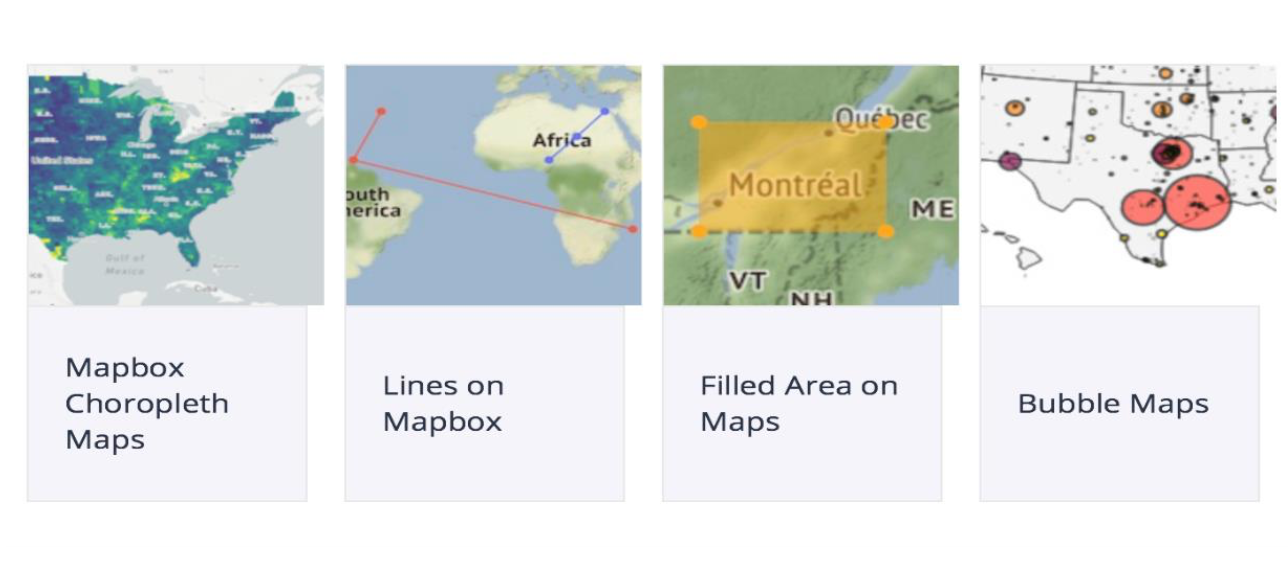 United States
Gulf of
Mexico
Cuba
Africa
outh
nerica
Québec
Montréal
ME
VT
NH
Mapbox
Choropleth
Maps
Lines on
Mapbox
Filled Area on
Maps
Bubble Maps